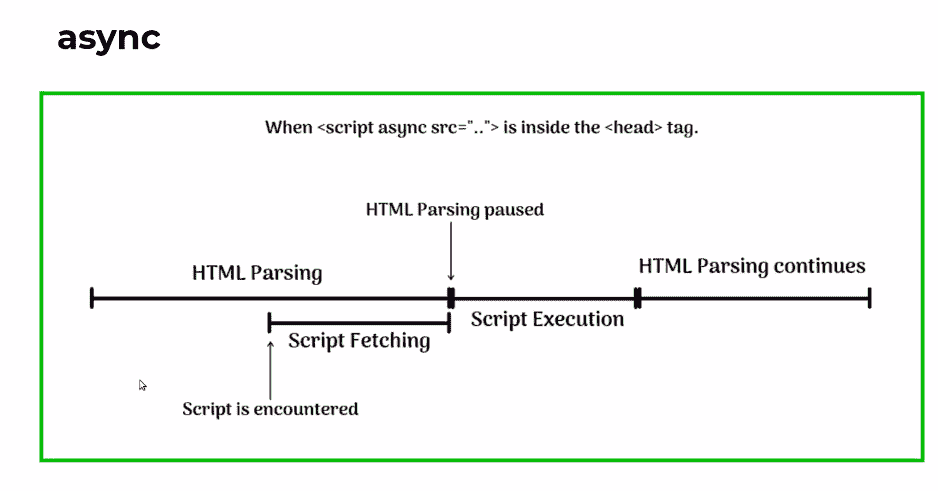 async
When <script async src=".."> is inside the <head> tag.
HTML Parsing paused
HTML Parsing
HTML Parsing continues
Script Execution
Script Fetching
Script is encountered